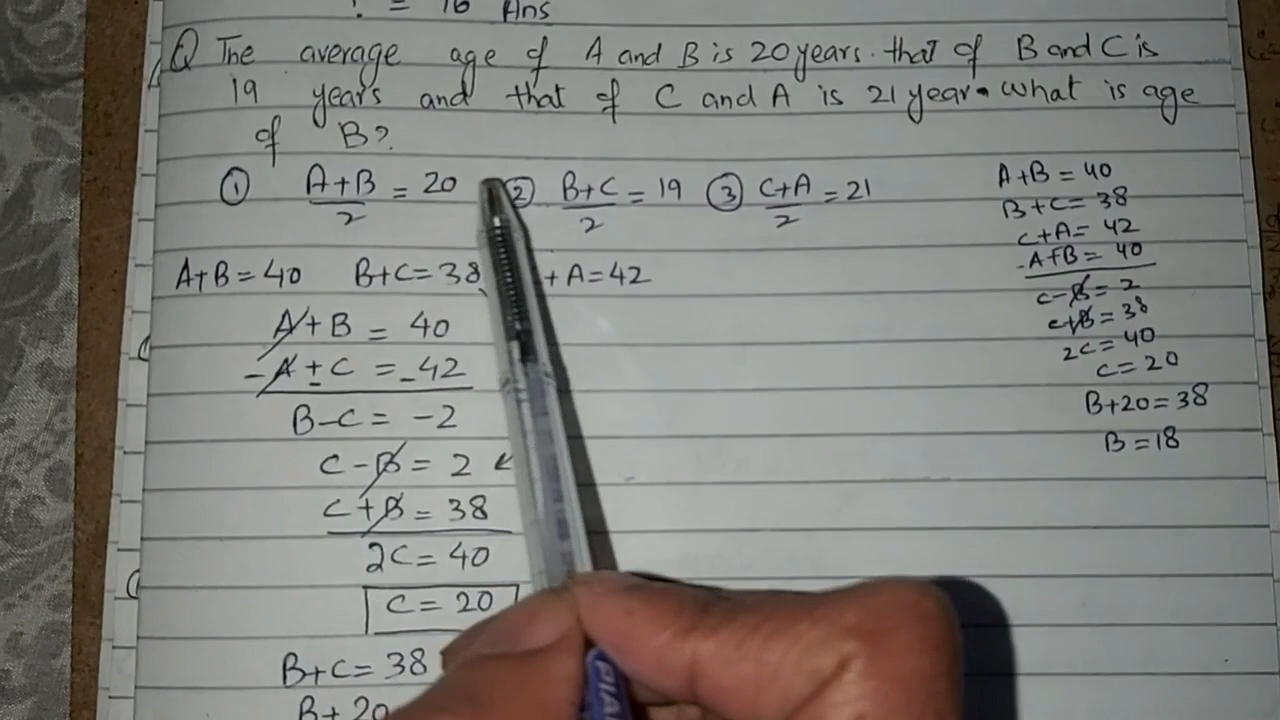 = 16 Ans
Q The average age of A and B is 20 years. that of B and C is
19 years and that of C and A is 21 year. what is age
of B?
① A+B/2 = 20 ② B+C/2 = 19 ③ C+A/2 = 21
A+B = 40 B+C = 38 + A = 42
A + B = 40
- A ± C = -42
B - C = -2
C - B = 2
C + B = 38
2C = 40
C = 20
B+C = 38
B + 20
A+B = 40
B+C = 38
C+A = 42
-A+B = 40
C-B = 2
C+B = 38
2C = 40
C = 20
B+20 = 38
B = 18